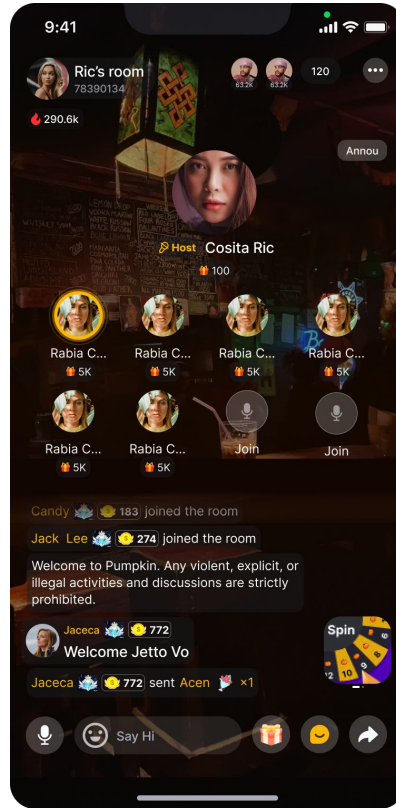 9:41
Ric's room
78390134
63.2K
63.2K
120
290.6k
Annou
Host Cosita Ric
100
Rabia C...
Rabia C...
Rabia C...
Rabia C...
5K
5K
5K
5K
Rabia C...
Rabia C...
Join
Join
5K
5K
Candy 183 joined the room
Jack Lee 274 joined the room
Welcome to Pumpkin. Any violent, explicit, or
illegal activities and discussions are strictly
prohibited.
Jaceca 772
Welcome Jetto Vo
Spin
Jaceca 772 sent Acen ×1
Say Hi